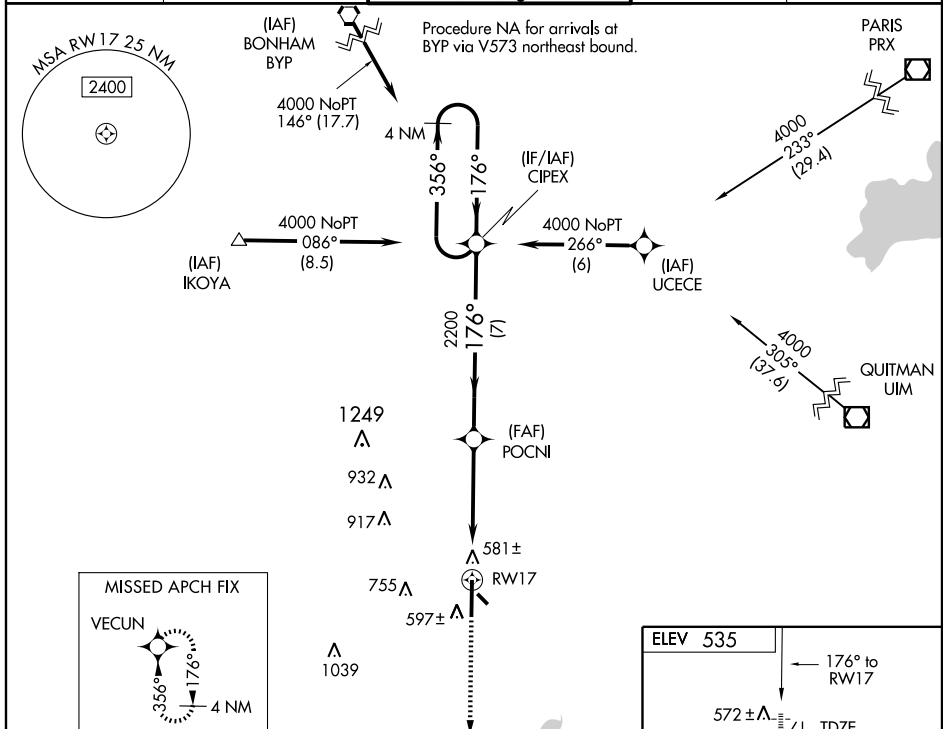 MSA RW17 25 NM
2400
(IAF)
BONHAM
BYP
Procedure NA for arrivals at
BYP via V573 northeast bound.
PARIS
PRX
4000 NoPT
146° (17.7)
4 NM
356°
176°
(IF/IAF)
CIPEX
4000
233°
(29.4)
4000 NoPT
086°
(8.5)
(IAF)
IKOYA
4000 NoPT
266°
(6)
(IAF)
UCECE
2200
176°
(7)
4000
305°
(37.6)
QUITMAN
UIM
1249
(FAF)
POCNI
932
917
581±
RW17
755
597±
1039
MISSED APCH FIX
VECUN
356°
176°
4 NM
ELEV 535
176° to
RW17
572 ±
TDZE